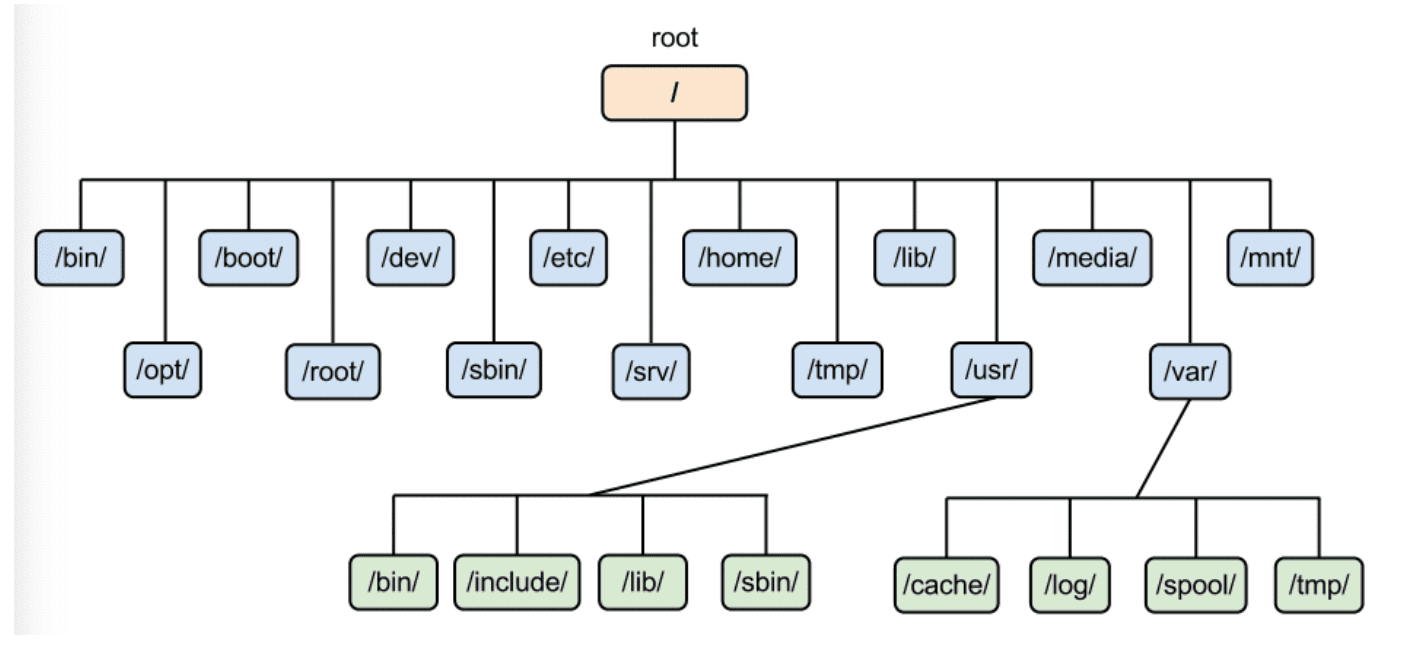 root
/
/bin/ /boot/ /dev/ /etc/ /home/ /lib/ /media/ /mnt/
/opt/ /root/ /sbin/ /srv/ /tmp/ /usr/ /var/
/bin/ /include/ /lib/ /sbin/ /cache/ /log/ /spool/ /tmp/